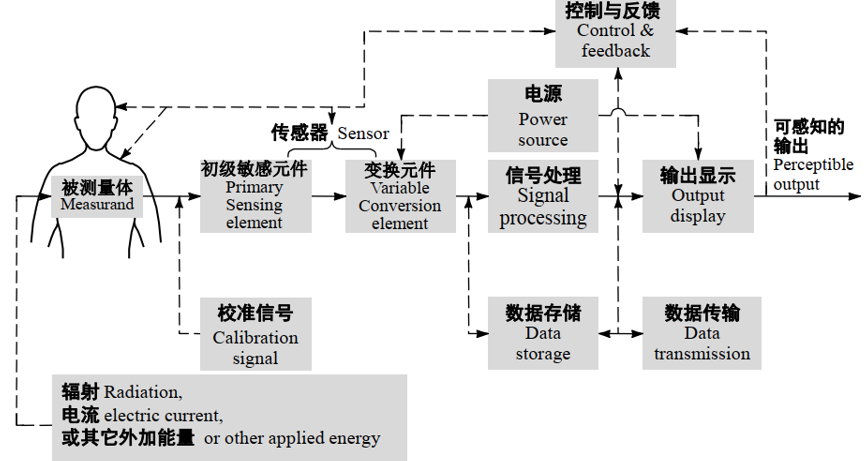 控制与反馈
Control &
feedback
电源
Power
source
可感知的
输出
Perceptible
output
传感器 Sensor
被测量体
Measurand
初级敏感元件
Primary
Sensing
element
变换元件
Variable
Conversion
element
信号处理
Signal
processing
输出显示
Output
display
校准信号
Calibration
signal
数据存储
Data
storage
数据传输
Data
transmission
辐射 Radiation,
电流 electric current,
或其它外加能量 or other applied energy